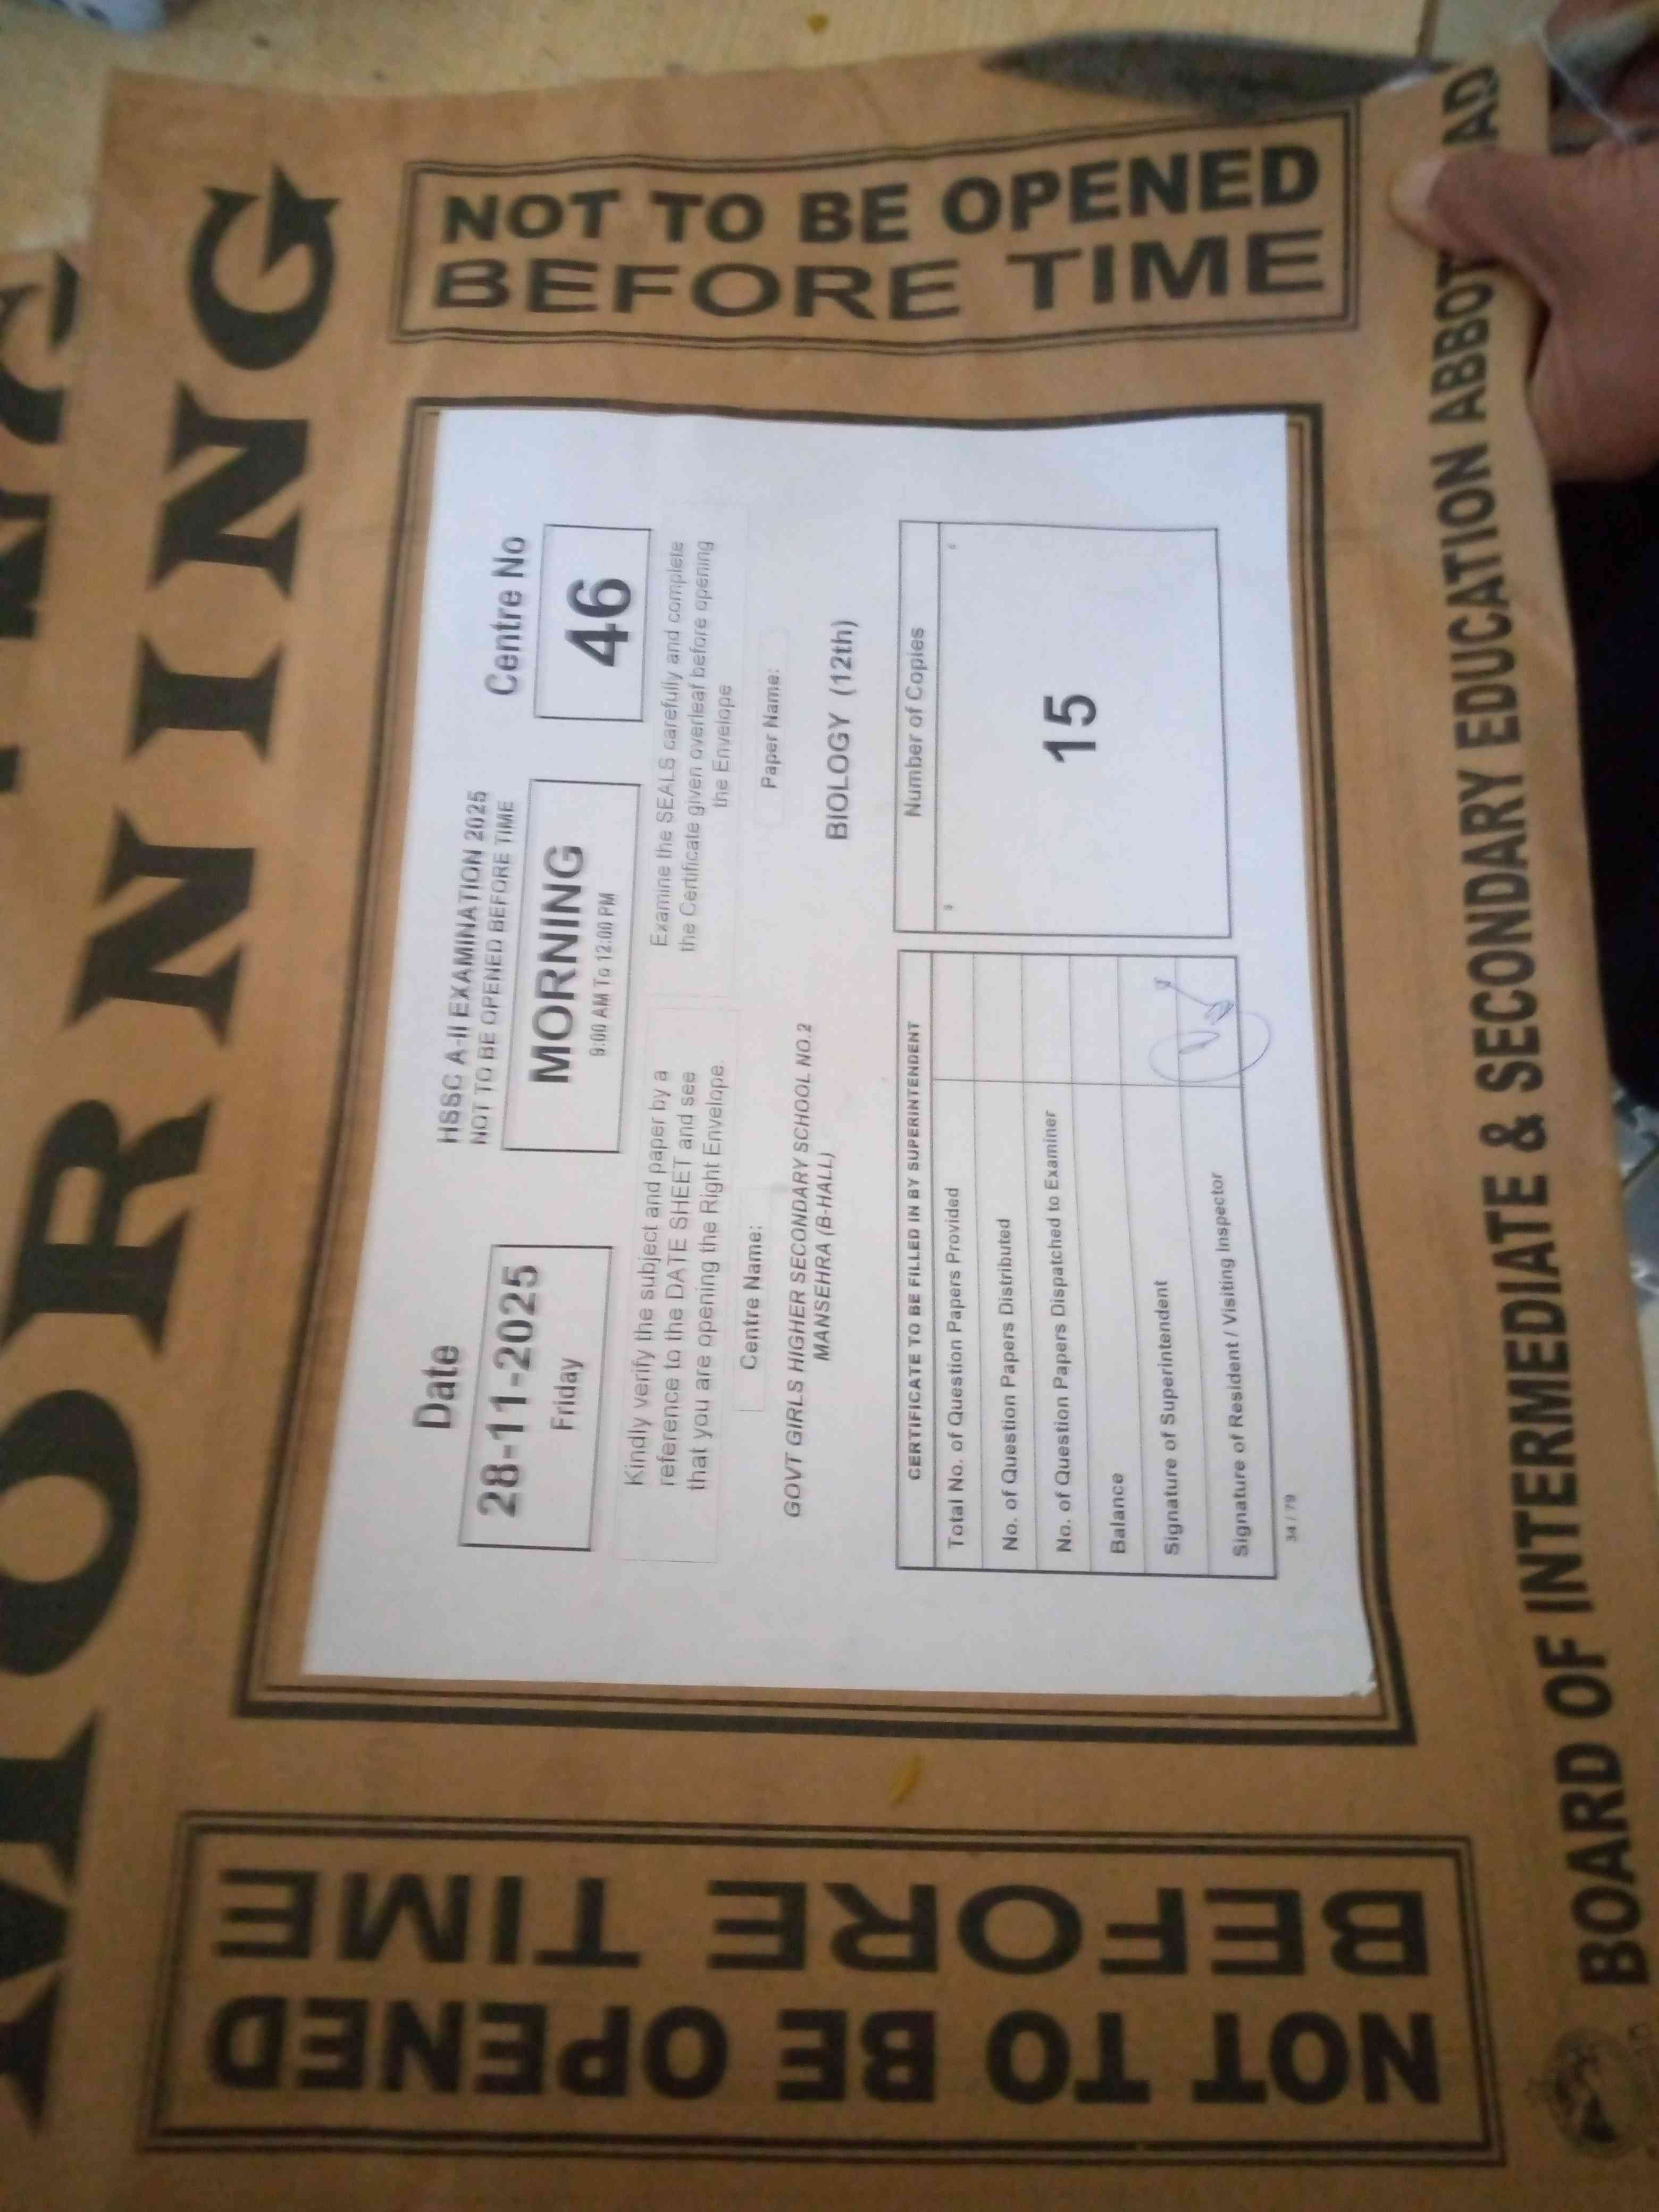 MORNING
NOT TO BE OPENED
BEFORE TIME
HSSC A-II EXAMINATION 2025
NOT TO BE OPENED BEFORE TIME
Date
28-11-2025
Friday
MORNING
9:00 AM To 12:00 PM
Centre No
46
Kindly verify the subject and paper by a
reference to the DATE SHEET and see
that you are opening the Right Envelope.
Examine the SEALS carefully and complete
the Certificate given overleaf before opening
the Envelope
Centre Name:
GOVT GIRLS HIGHER SECONDARY SCHOOL NO.2
MANSEHRA (B-HALL)
Paper Name:
BIOLOGY (12th)
CERTIFICATE TO BE FILLED IN BY SUPERINTENDENT
Total No. of Question Papers Provided
No. of Question Papers Distributed
No. of Question Papers Dispatched to Examiner
Balance
Signature of Superintendent
Signature of Resident / Visiting Inspector
Number of Copies
15
34 / 79
NOT TO BE OPENED
BEFORE TIME
BOARD OF INTERMEDIATE & SECONDARY EDUCATION ABBOT AD